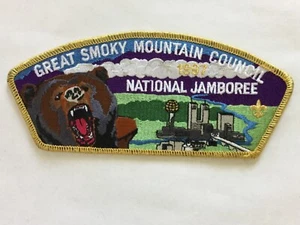 GREAT SMOKY MOUNTAIN COUNCIL
NATIONAL JAMBOREE